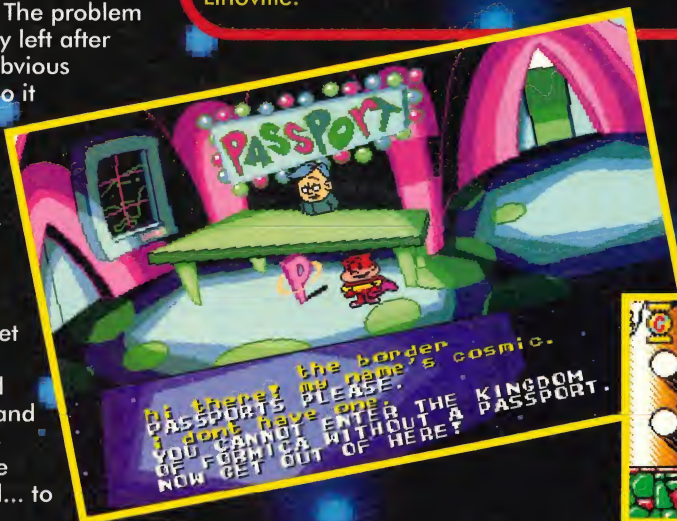 The problem
y left after
bvious
o it
et
and
e
... to
Linoville.
PASSPORT
P
the border
hi there! my name's cosmic.
PASSPORTS PLEASE.
i dont have one.
YOU CANNOT ENTER THE KINGDOM
OF FORMICA WITHOUT A PASSPORT.
NOW GET OUT OF HERE!
C